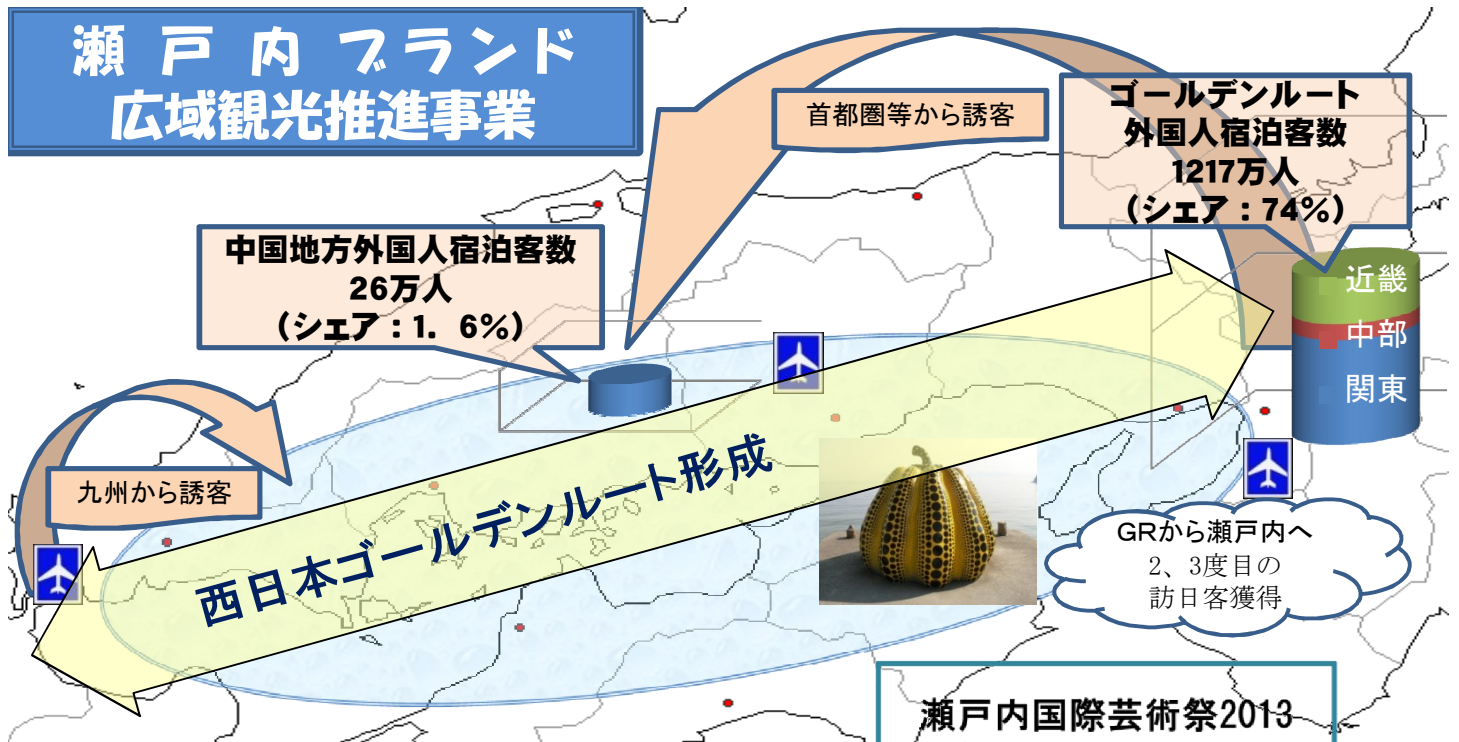 瀬戸内ブランド
広域観光推進事業
首都圏等から誘客
ゴールデンルート
外国人宿泊客数
1217万人
(シェア：74%)
中国地方外国人宿泊客数
26万人
(シェア：1．6%)
近畿
中部
関東
九州から誘客
西日本ゴールデンルート形成
GRから瀬戸内へ
2、3度目の
訪日客獲得
瀬戸内国際芸術祭2013